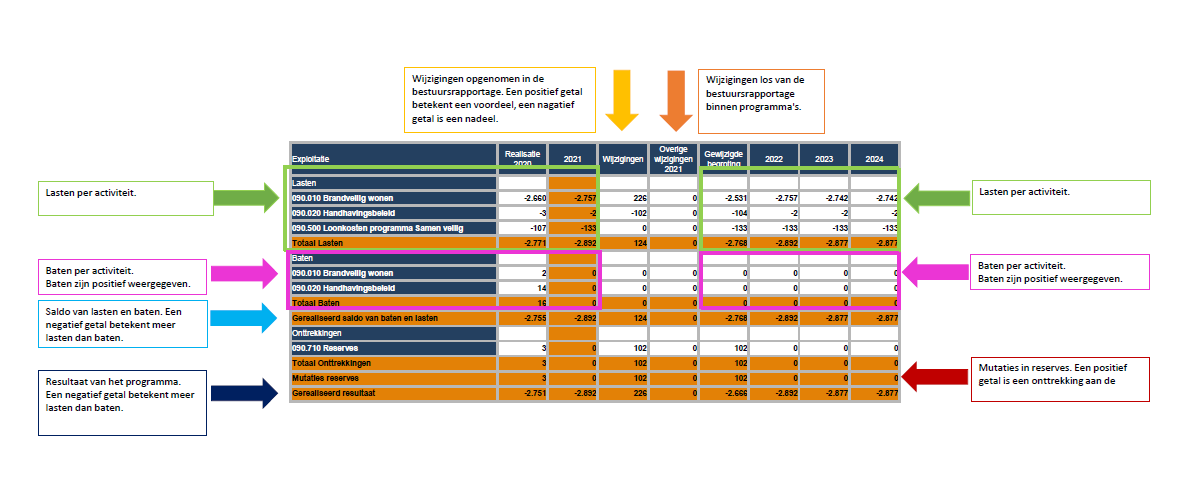 Wijzigingen opgenomen in de
bestuursrapportage. Een positief getal
betekent een voordeel, een nagatief
getal is een nadeel.
Wijzigingen los van de
bestuursrapportage
binnen programma's.
Exploitatie Realisatie 2020 2021 Wijzigingen Overige wijzigingen 2021 Gewijzigde begroting 2022 2023 2024
Lasten
090.010 Brandveilig wonen -2.660 -2.757 226 0 -2.531 -2.757 -2.742 -2.742
090.020 Handhavingsbeleid -3 -2 -102 0 -104 -2 -2 -2
090.500 Loonkosten programma Samen veilig -107 -133 0 0 -133 -133 -133 -133
Totaal Lasten -2.771 -2.892 124 0 -2.768 -2.892 -2.877 -2.877
Baten
090.010 Brandveilig wonen 2 0 0 0 0 0 0 0
090.020 Handhavingsbeleid 14 0 0 0 0 0 0 0
Totaal Baten 16 0 0 0 0 0 0 0
Gerealiseerd saldo van baten en lasten -2.755 -2.892 124 0 -2.768 -2.892 -2.877 -2.877
Onttrekkingen
090.710 Reserves 3 0 102 0 102 0 0 0
Totaal Onttrekkingen 3 0 102 0 102 0 0 0
Mutaties reserves 3 0 102 0 102 0 0 0
Gerealiseerd resultaat -2.751 -2.892 226 0 -2.666 -2.892 -2.877 -2.877
Lasten per activiteit.
Baten per activiteit.
Baten zijn positief weergegeven.
Saldo van lasten en baten. Een
negatief getal betekent meer
lasten dan baten.
Resultaat van het programma.
Een negatief getal betekent meer
lasten dan baten.
Lasten per activiteit.
Baten per activiteit.
Baten zijn positief weergegeven.
Mutaties in reserves. Een positief
getal is een onttrekking aan de